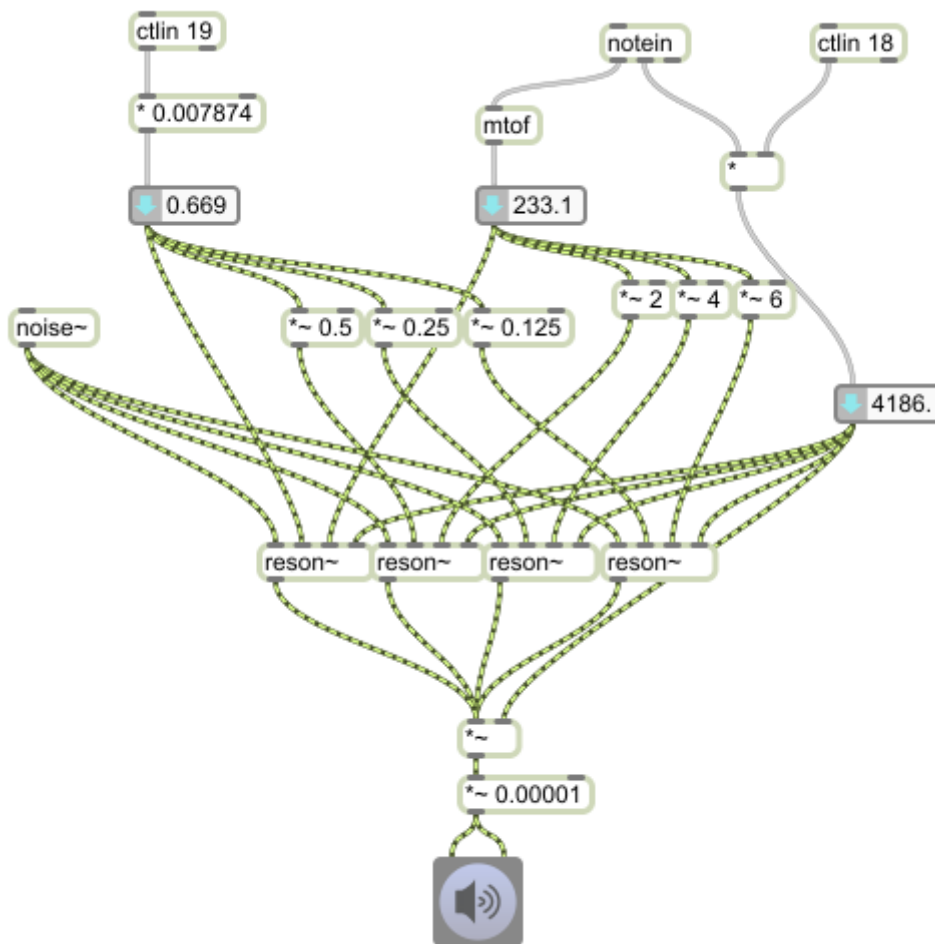 ctlin 19
notein
ctlin 18
* 0.007874
mtof
*
0.669
233.1
*~ 2
*~ 4
*~ 6
noise~
*~ 0.5
*~ 0.25
*~ 0.125
4186.
reson~
reson~
reson~
reson~
*~
*~ 0.00001